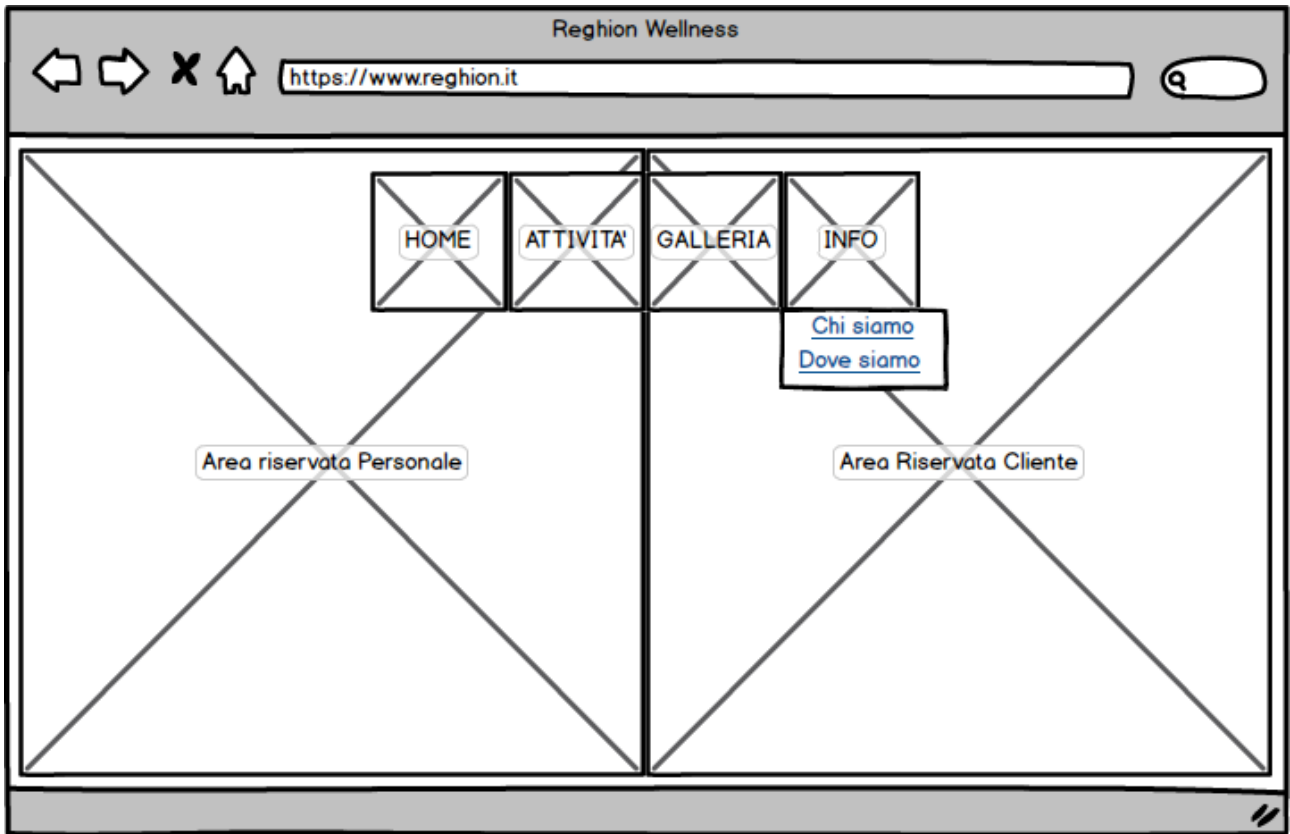 Reghion Wellness
https://www.reghion.it
HOME
ATTIVITA'
GALLERIA
INFO
Chi siamo
Dove siamo
Area riservata Personale
Area Riservata Cliente